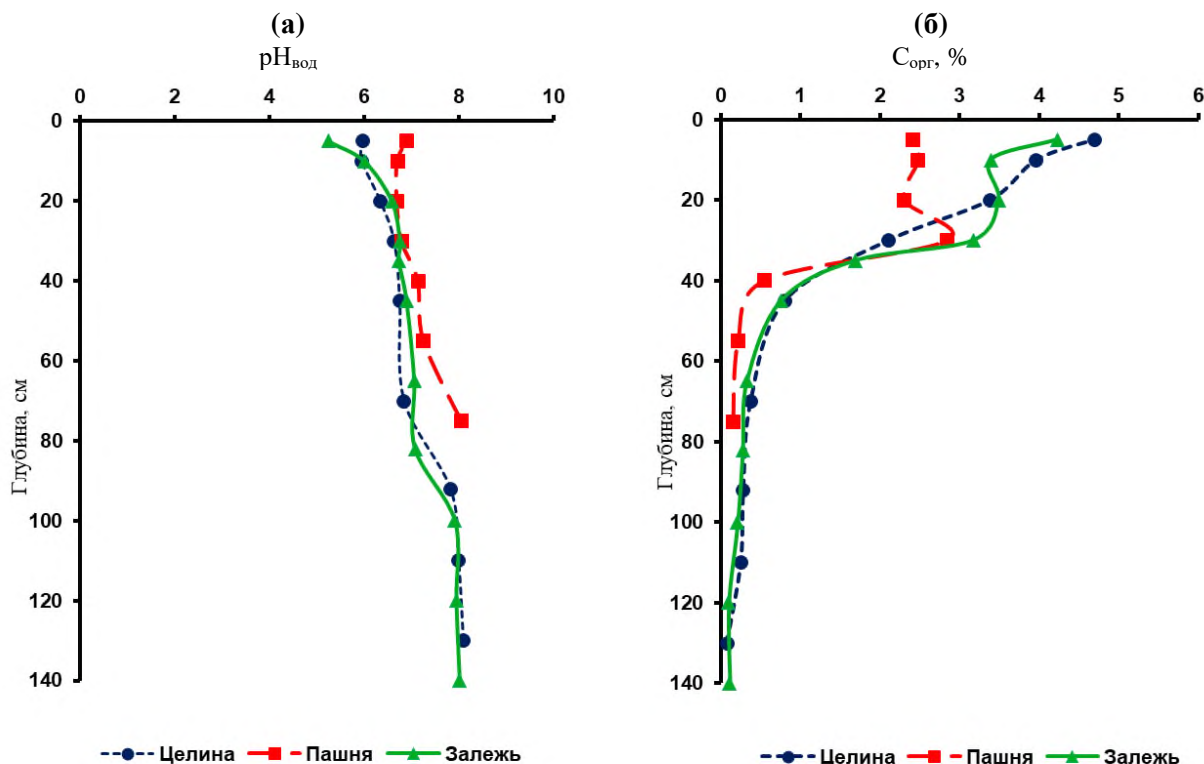 (а)
pHвод
0 2 4 6 8 10
0
20
40
60
80
100
120
140
Глубина, см
Целина Пашня Залежь
(б)
Сорг, %
0 1 2 3 4 5 6
0
20
40
60
80
100
120
140
Глубина, см
Целина Пашня Залежь